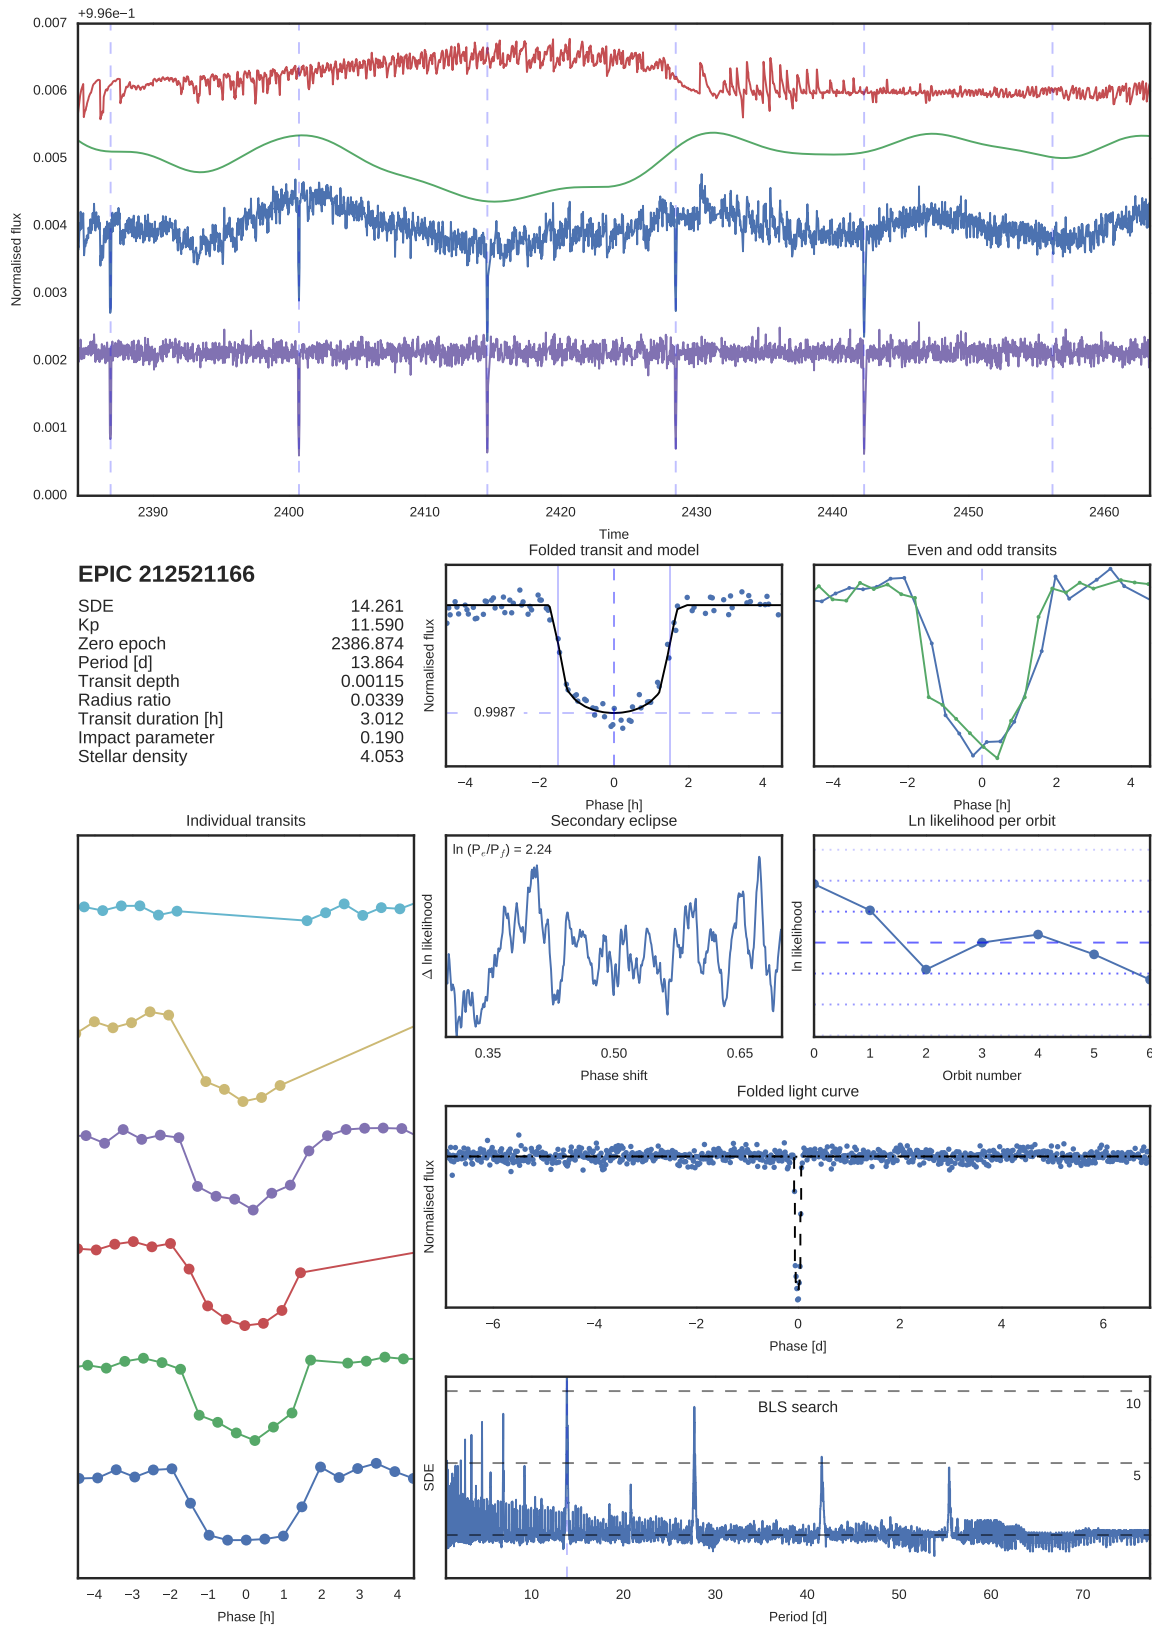 +9.96e−1
0.007
0.006
0.005
0.004
0.003
0.002
0.001
0.000
Normalised flux
2390 2400 2410 2420 2430 2440 2450 2460
Time
EPIC 212521166
SDE 14.261
Kp 11.590
Zero epoch 2386.874
Period [d] 13.864
Transit depth 0.00115
Radius ratio 0.0339
Transit duration [h] 3.012
Impact parameter 0.190
Stellar density 4.053
Folded transit and model
Normalised flux
0.9987
−4 −2 0 2 4
Phase [h]
Even and odd transits
−4 −2 0 2 4
Phase [h]
Individual transits
−4 −3 −2 −1 0 1 2 3 4
Phase [h]
Secondary eclipse
ln (Pe/Pf) = 2.24
Δ ln likelihood
0.35 0.50 0.65
Phase shift
Ln likelihood per orbit
ln likelihood
0 1 2 3 4 5 6
Orbit number
Folded light curve
Normalised flux
−6 −4 −2 0 2 4 6
Phase [d]
BLS search
10
5
SDE
10 20 30 40 50 60 70
Period [d]